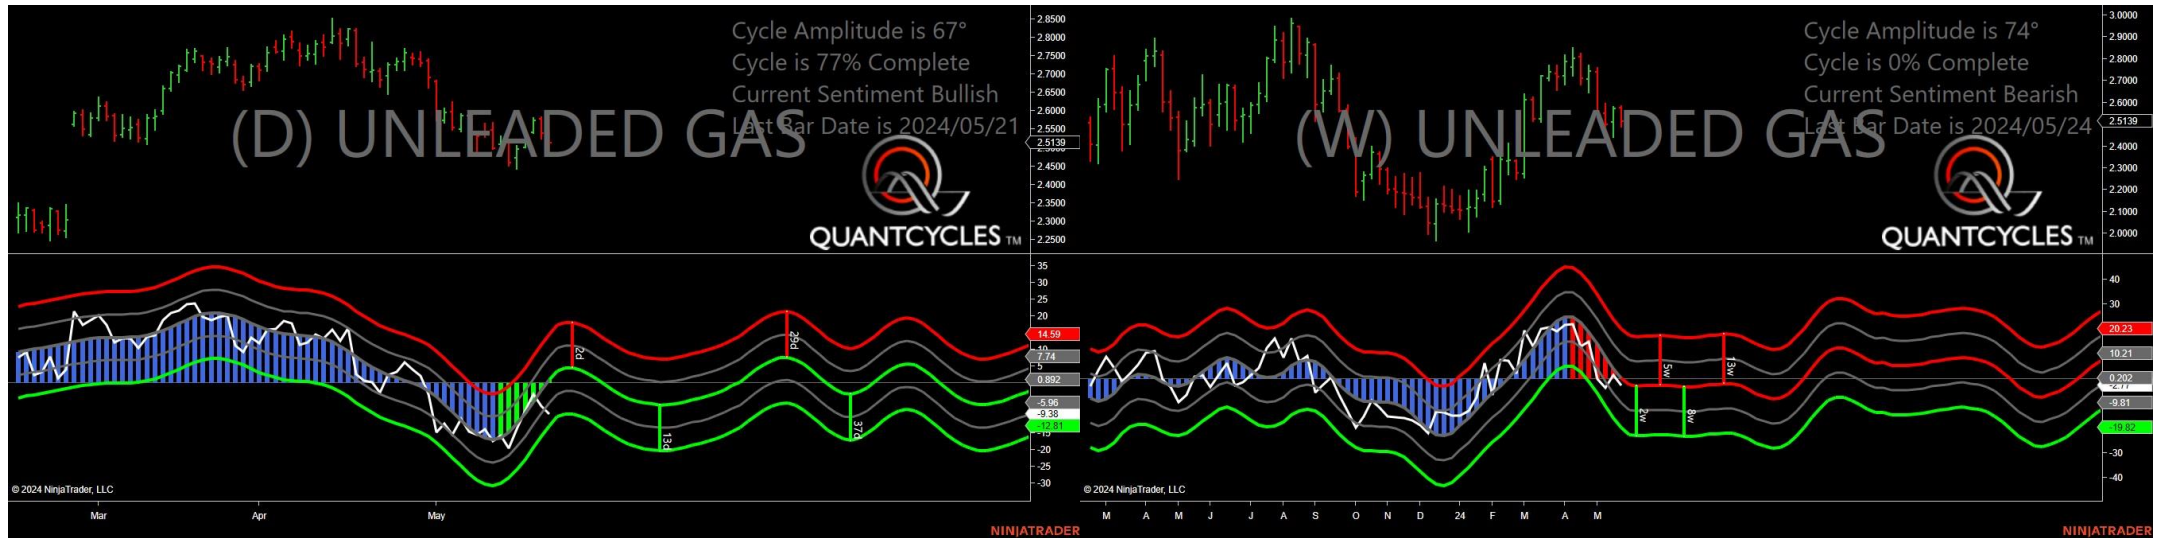 Cycle Amplitude is 67°
Cycle is 77% Complete
Current Sentiment Bullish
Last Bar Date is 2024/05/21
(D) UNLEADED GAS
QUANTCYCLES TM
2.8500
2.8000
2.7500
2.7000
2.6500
2.6000
2.5500
2.5139
2.4500
2.4000
2.3500
2.3000
2.2500
35
30
25
20
14.59
10
7.74
5
0.892
-5.96
-9.38
-12.81
-15
-20
-25
-30
2d
13d
29d
37d
© 2024 NinjaTrader, LLC
Mar Apr May
NINJATRADER
Cycle Amplitude is 74°
Cycle is 0% Complete
Current Sentiment Bearish
Last Bar Date is 2024/05/24
(W) UNLEADED GAS
QUANTCYCLES TM
3.0000
2.9000
2.8000
2.7000
2.6000
2.5139
2.4000
2.3000
2.2000
2.1000
2.0000
40
30
20.23
10.21
0.202
-2.77
-9.81
-19.82
-30
-40
2w
5w
8w
13w
© 2024 NinjaTrader, LLC
M A M J J A S O N D 24 F M A M
NINJATRADER